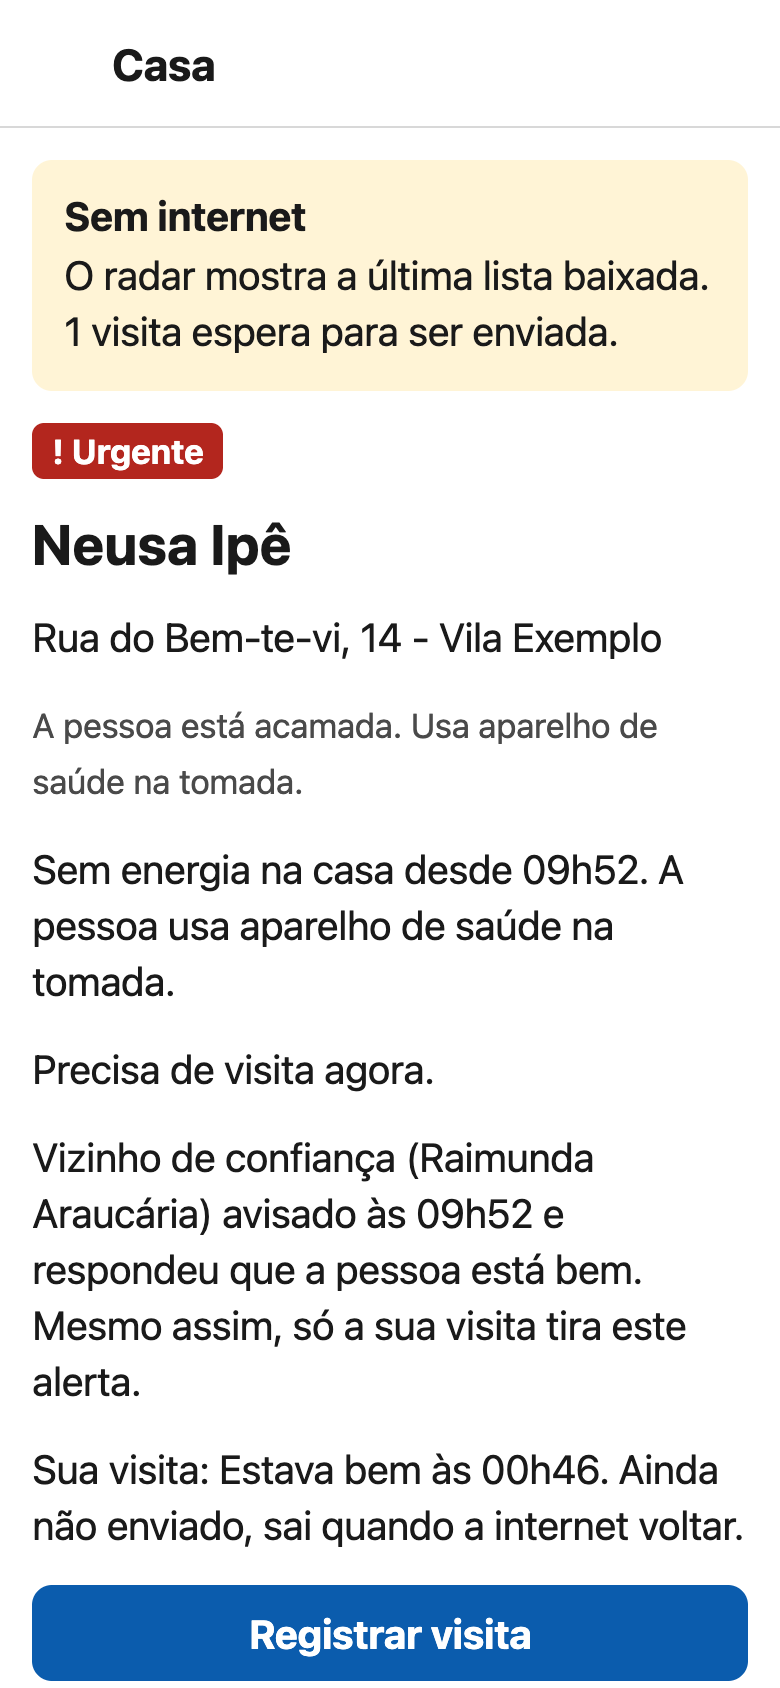 Casa
Sem internet
O radar mostra a última lista baixada.
1 visita espera para ser enviada.
! Urgente
Neusa Ipê
Rua do Bem-te-vi, 14 - Vila Exemplo
A pessoa está acamada. Usa aparelho de
saúde na tomada.
Sem energia na casa desde 09h52. A
pessoa usa aparelho de saúde na
tomada.
Precisa de visita agora.
Vizinho de confiança (Raimunda
Araucária) avisado às 09h52 e
respondeu que a pessoa está bem.
Mesmo assim, só a sua visita tira este
alerta.
Sua visita: Estava bem às 00h46. Ainda
não enviado, sai quando a internet voltar.
Registrar visita